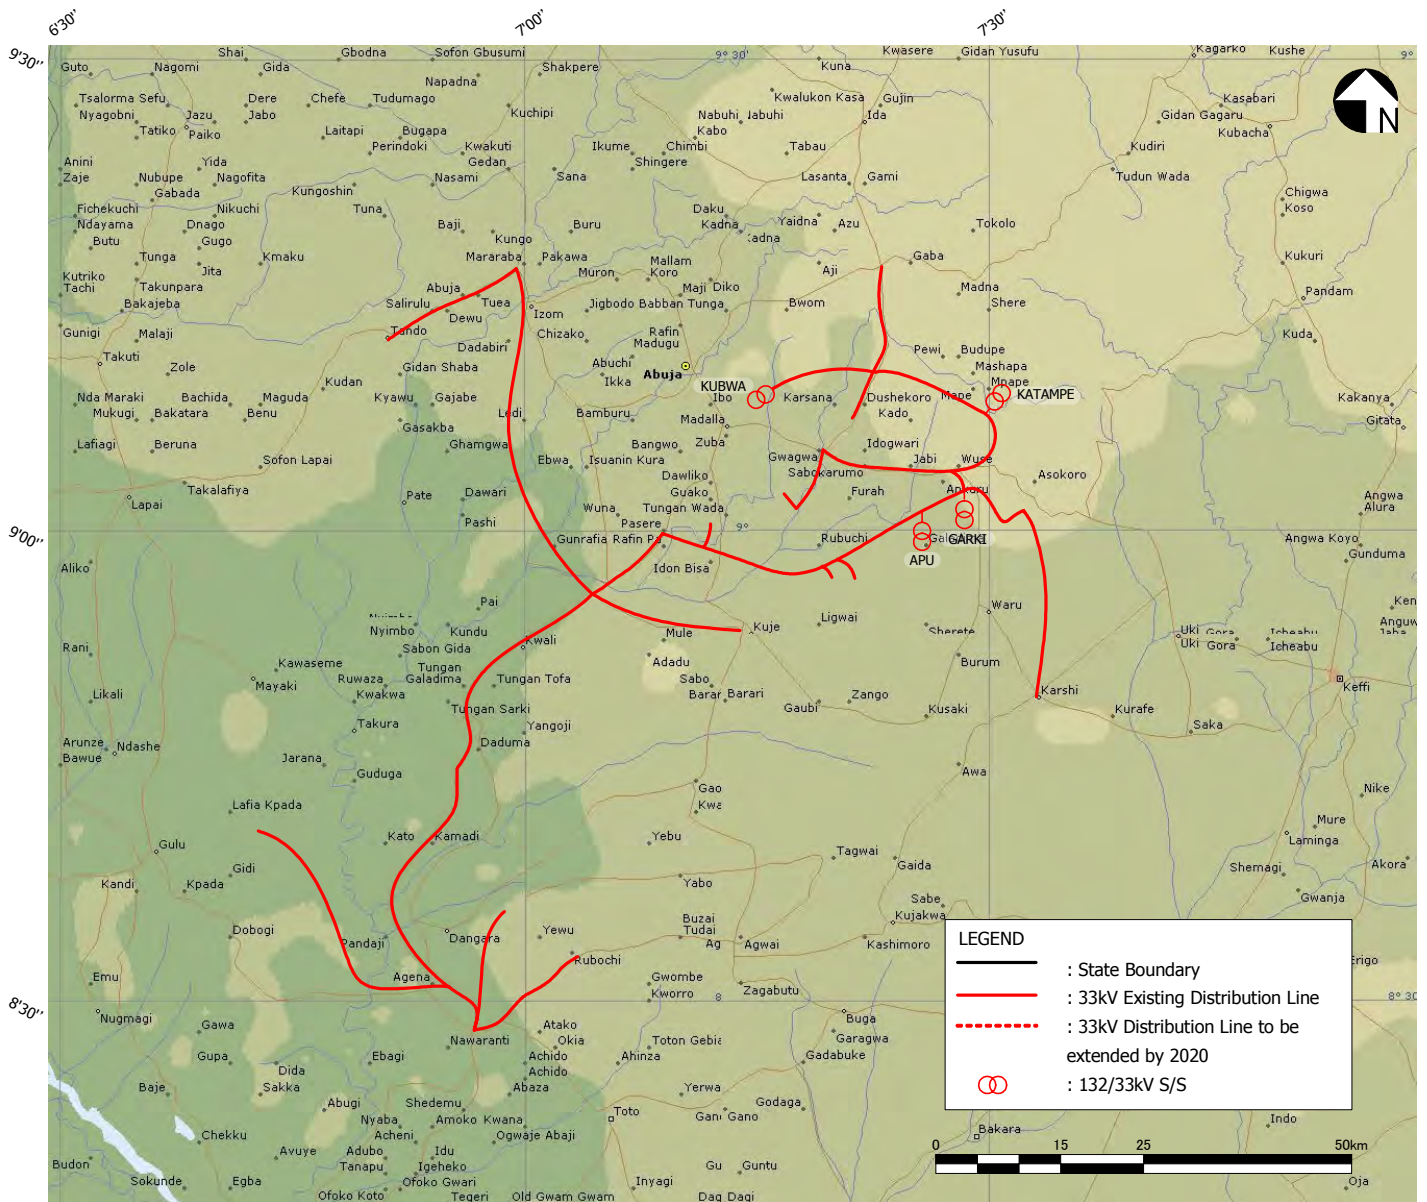 6'30"
7'00"
7'30"
9'30"
Shai
Gbodna
Sofon Gbusumi
9° 30'
Kwasere
Gidan Yusufu
Kagarko
Kushe
9°
Guto
Nagomi
Gida
Napadna
Shakpere
Kuna
Tsalorma Sefu
Dere
Chefe
Tudumago
Kuchipi
Kwalukon Kasa
Gujin
Kasabari
Nyagobni
Jazu
Jabo
Nabuhi
Jabuhi
Ida
Gidan Gagaru
Tatiko
Paiko
Laitapi
Bugapa
Kabo
Kubacha
Anini
Yida
Perindoki
Kwakuti
Ikume
Chimbi
Tabau
Kudiri
Zaje
Nubupe
Nagofita
Gedan
Shingere
Gabada
Kungoshin
Nasami
Sana
Lasanta
Gami
Tudun Wada
Chigwa
Fichekuchi
Nikuchi
Tuna
Daku
Yaidna
Koso
Ndayama
Dnago
Baji
Buru
Kadna
Kadna
Azu
Tokolo
Butu
Gugo
Kungo
Tunga
Jita
Kmaku
Mararaba
Pakawa
Mallam
Aji
Gaba
Kukuri
Kutriko
Takunpara
Muron
Koro
Tachi
Abuja
Maji
Diko
Madna
Pandam
Bakajeba
Salirulu
Tuea
Jigbodo
Babban Tunga
Bwom
Shere
Gunigi
Malaji
Dewu
Izom
Tando
Chizako
Rafin
Madugu
Kuda
Takuti
Dadabiri
Abuchi
Pewi
Budupe
Zole
Gidan Shaba
Ikka
Abuja
Mashapa
Kudan
KUBWA
Mpape
KATAMPE
Nda Maraki
Bachida
Maguda
Kyawu
Gajabe
Ibo
Karsana
Dushekoro
Mape
Kakanya
Mukugi
Bakatara
Benu
Gasakba
Ledi
Bamburu
Madalla
Kado
Gitata
Lafiagi
Beruna
Ghamgwa
Bangwo
Zuba
Idogwari
Sofon Lapai
Ebwa
Isuanin Kura
Gwagwa
Jabi
Wuse
Takalafiya
Dawliko
Sabokarumo
Asokoro
Lapai
Pate
Dawari
Guako
Furah
Angwa
Alura
Pashi
Wuna
Tungan Wada
9'00"
Pasere
9°
Gunrafia
Rafin Pa
Rubuchi
GARKI
Angwa Koyo
Aliko
Idon Bisa
APU
Gunduma
Pai
Waru
Ken
Nyimbo
Kundu
Kwali
Mule
Kuje
Ligwai
Sherete
Uki
Gora
Icheabu
Anguw
Jaba
Rani
Sabon Gida
Uki
Gora
Icheabu
Kawaseme
Tungan
Adadu
Burum
Mayaki
Ruwaza
Galadima
Tungan Tofa
Sabo
Keffi
Likali
Kwakwa
Barar
Barari
Zango
Karshi
Tungan Sarki
Gaubi
Kusaki
Kurafe
Takura
Yangoji
Saka
Arunze
Ndashe
Daduma
Bawue
Jarana
Guduga
Awa
Gao
Nike
Lafia Kpada
Kwa
Mure
Gulu
Kato
Kamadi
Yebu
Tagwai
Laminga
Gidi
Gaida
Shemagi
Akora
Kandi
Kpada
Yabo
Gwanja
Sabe
Buzai
Kujakwa
Dobogi
Pandaji
Dangara
Yewu
Tudai
Ag
Agwai
Kashimoro
Rubochi
Emu
Agena
Gwombe
Zagabutu
Erigo
8'30"
Kworro
8
8° 30'
Nugmagi
Buga
Gawa
Atako
Garagwa
Nawaranti
Okia
Toton Gebia
Gupa
Dida
Ebagi
Achido
Ahinza
Gadabuke
Achido
Baje
Sakka
Abaza
Yerwa
Abugi
Shedemu
Toto
Gano
Godaga
Nyaba
Amoko
Kwana
Chekku
Acheni
Ogwaje
Abaji
Indo
Avuye
Adubo
Idu
Bakara
Budon
Tanapu
Igeheko
Gu
Guntu
Sokunde
Egba
Ofoko Koto
Ofoko Gwari
Inyagi
Oja
Tegeri
Old Gwam
Gwam
Dag
Dagi
N
LEGEND
: State Boundary
: 33kV Existing Distribution Line
: 33kV Distribution Line to be
extended by 2020
: 132/33kV S/S
0
15
25
50km